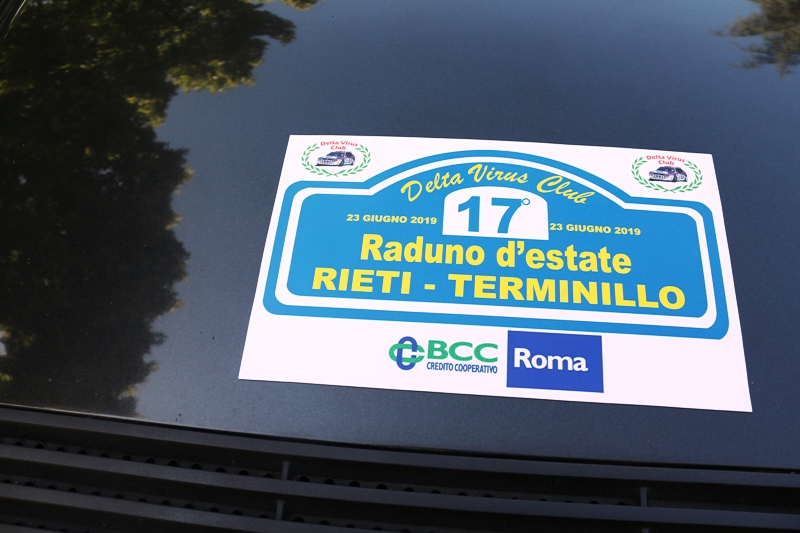 Delta Virus
Club
Delta Virus
Club
Delta Virus Club
17°
23 GIUGNO 2019
23 GIUGNO 2019
Raduno d'estate
RIETI - TERMINILLO
BCC
CREDITO COOPERATIVO
Roma